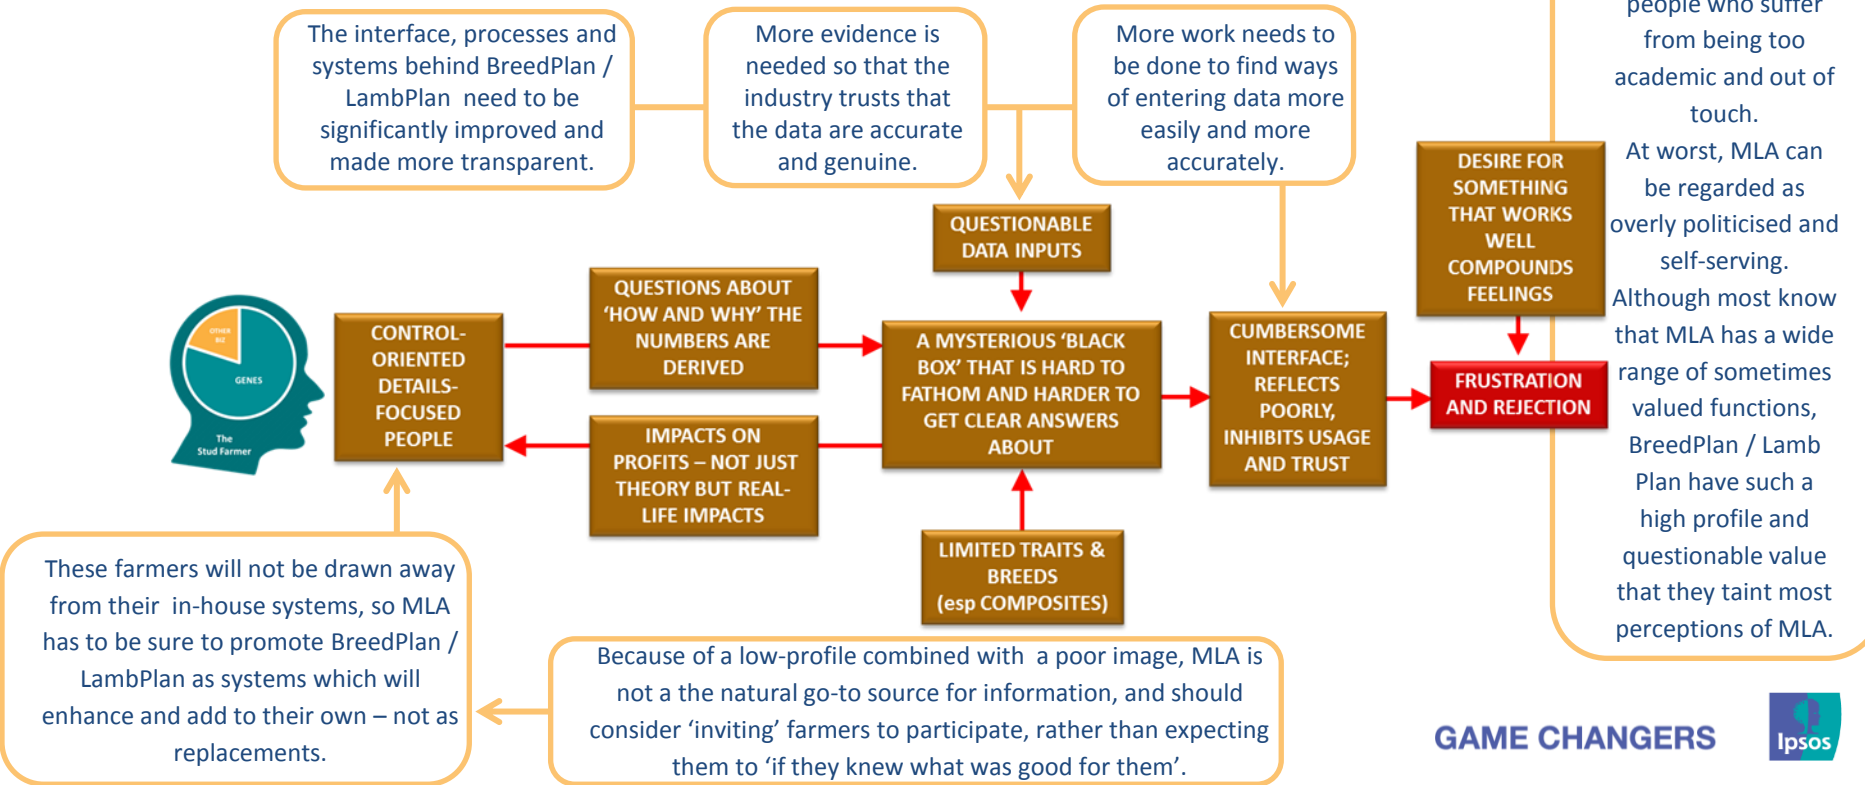 The interface, processes and
systems behind BreedPlan /
LambPlan need to be
significantly improved and
made more transparent.
More evidence is
needed so that the
industry trusts that
the data are accurate
and genuine.
More work needs to
be done to find ways
of entering data more
easily and more
accurately.
people who suffer
from being too
academic and out of
touch.
At worst, MLA can
be regarded as
overly politicised and
self-serving.
Although most know
that MLA has a wide
range of sometimes
valued functions,
BreedPlan / Lamb
Plan have such a
high profile and
questionable value
that they taint most
perceptions of MLA.
DESIRE FOR
SOMETHING
THAT WORKS
WELL
COMPOUNDS
FEELINGS
QUESTIONABLE
DATA INPUTS
OTHER
BIZ
GENES
The
Stud Farmer
CONTROL-
ORIENTED
DETAILS-
FOCUSED
PEOPLE
QUESTIONS ABOUT
‘HOW AND WHY’ THE
NUMBERS ARE
DERIVED
IMPACTS ON
PROFITS – NOT JUST
THEORY BUT REAL-
LIFE IMPACTS
A MYSTERIOUS ‘BLACK
BOX’ THAT IS HARD TO
FATHOM AND HARDER TO
GET CLEAR ANSWERS
ABOUT
CUMBERSOME
INTERFACE;
REFLECTS
POORLY,
INHIBITS USAGE
AND TRUST
FRUSTRATION
AND REJECTION
LIMITED TRAITS &
BREEDS
(esp COMPOSITES)
These farmers will not be drawn away
from their in-house systems, so MLA
has to be sure to promote BreedPlan /
LambPlan as systems which will
enhance and add to their own – not as
replacements.
Because of a low-profile combined with a poor image, MLA is
not a the natural go-to source for information, and should
consider ‘inviting’ farmers to participate, rather than expecting
them to ‘if they knew what was good for them’.
GAME CHANGERS
Ipsos